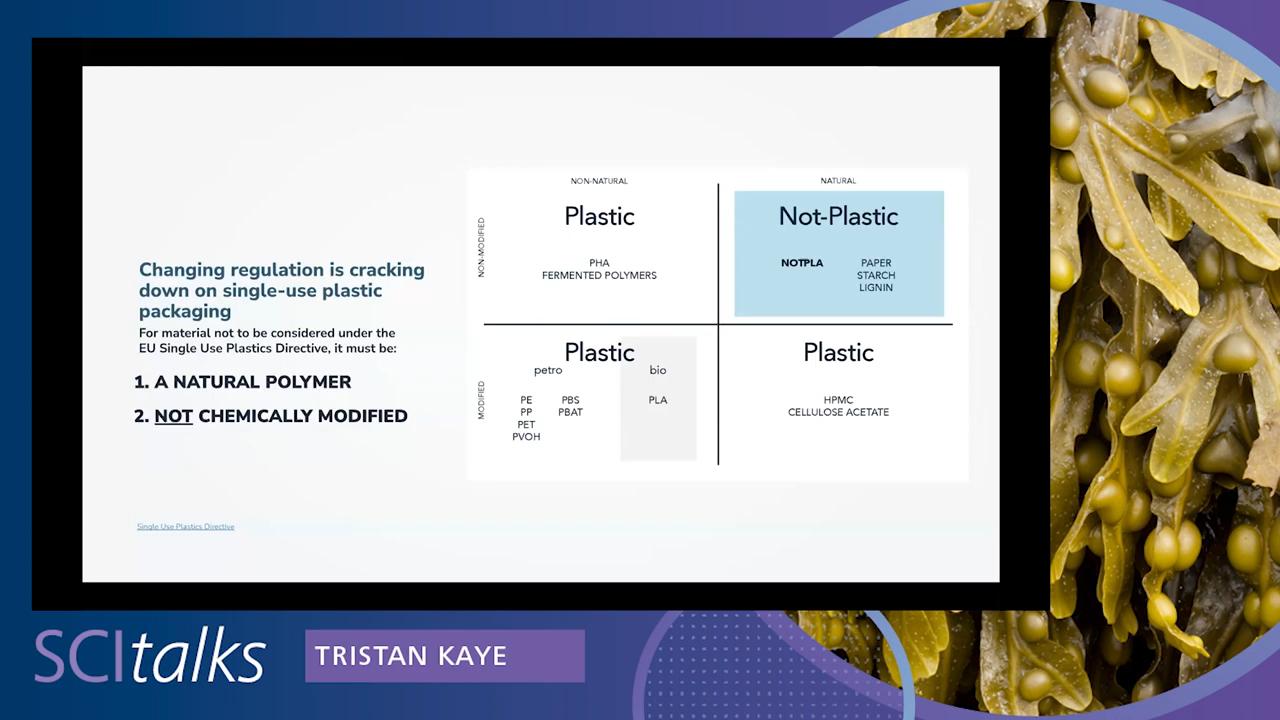 Changing regulation is cracking
down on single-use plastic
packaging
For material not to be considered under the
EU Single Use Plastics Directive, it must be:
1. A NATURAL POLYMER
2. NOT CHEMICALLY MODIFIED
Single Use Plastics Directive
NON-NATURAL
NATURAL
NON-MODIFIED
Plastic
PHA
FERMENTED POLYMERS
Not-Plastic
NOTPLA
PAPER
STARCH
LIGNIN
MODIFIED
Plastic
petro
bio
PE
PP
PET
PVOH
PBS
PBAT
PLA
Plastic
HPMC
CELLULOSE ACETATE
SCItalks
TRISTAN KAYE